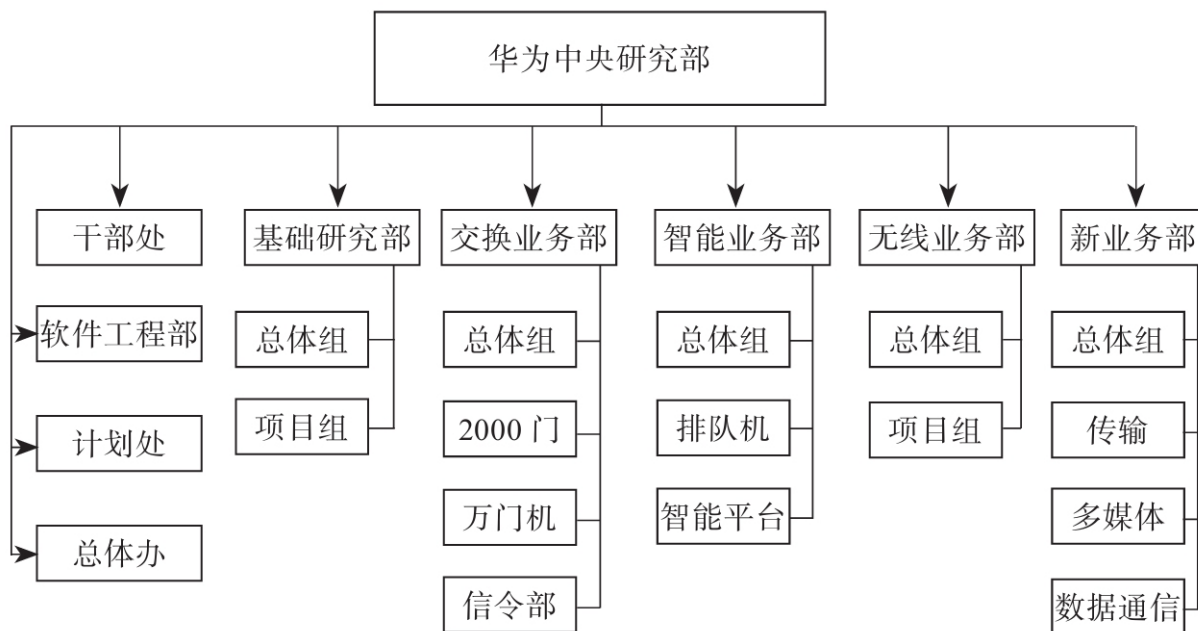 华为中央研究部
干部处
基础研究部
交换业务部
智能业务部
无线业务部
新业务部
软件工程部
总体组
总体组
总体组
总体组
总体组
计划处
项目组
2000 门
排队机
项目组
传输
总体办
万门机
智能平台
多媒体
信令部
数据通信